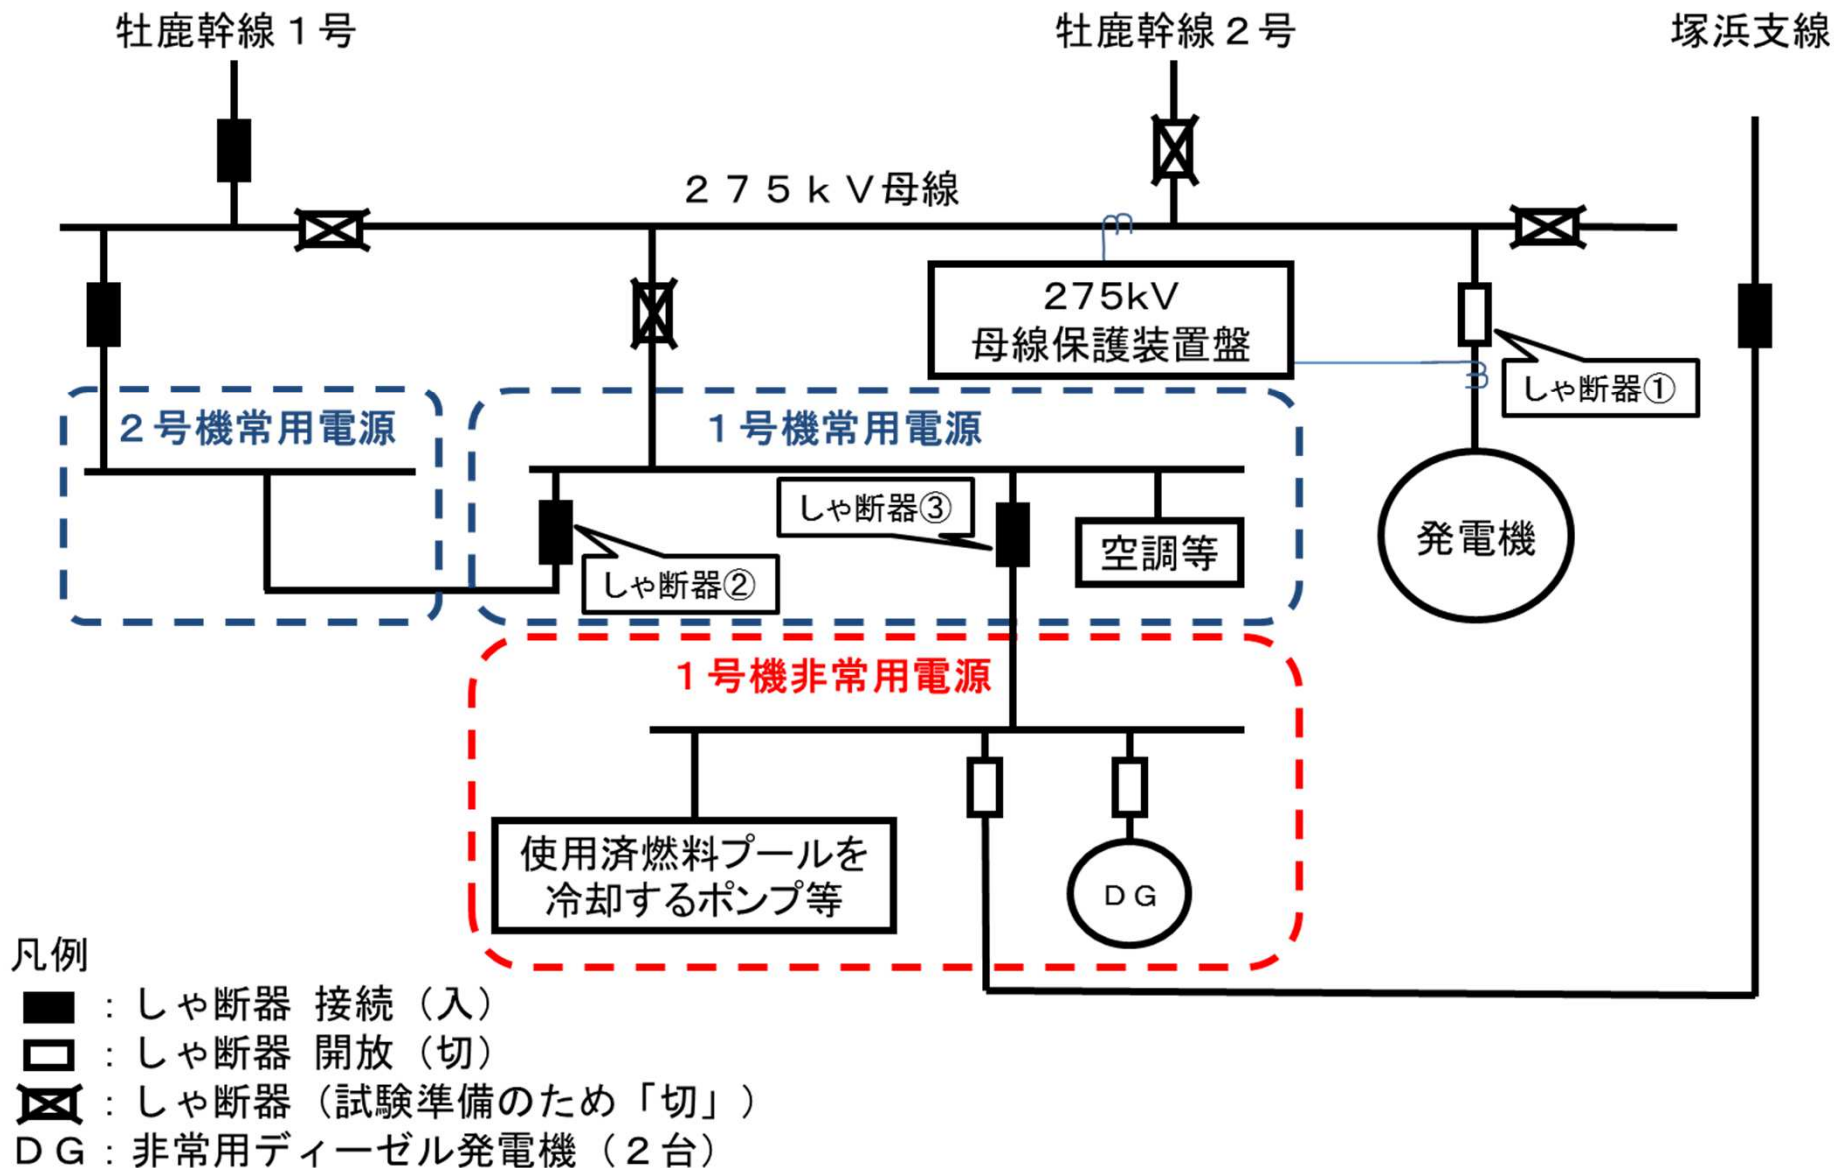 牡鹿幹線１号
牡鹿幹線２号
塚浜支線
２７５ｋＶ母線
275kV
母線保護装置盤
しゃ断器①
２号機常用電源
１号機常用電源
しゃ断器③
しゃ断器②
空調等
発電機
１号機非常用電源
使用済燃料プールを
冷却するポンプ等
ＤＧ
凡例
：しゃ断器 接続（入）
：しゃ断器 開放（切）
：しゃ断器（試験準備のため「切」）
ＤＧ：非常用ディーゼル発電機（２台）